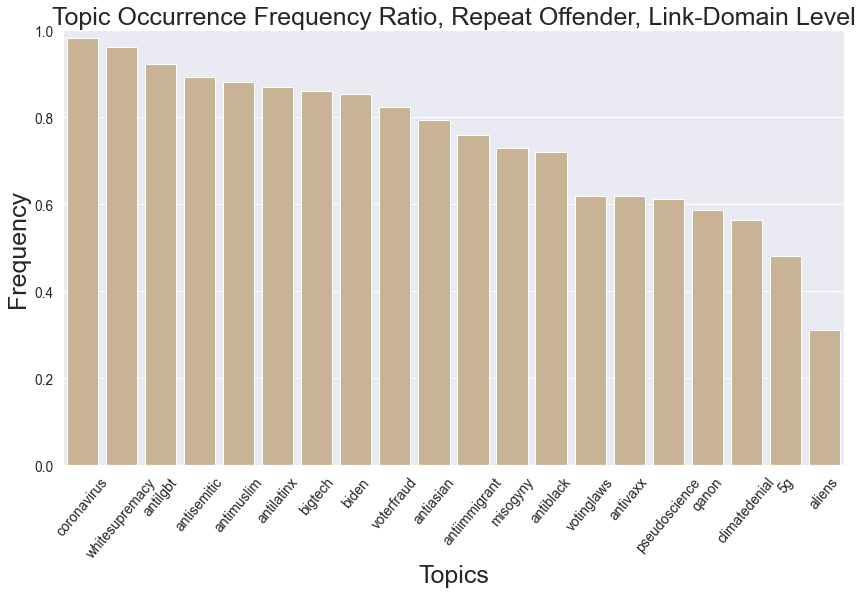 Topic Occurrence Frequency Ratio, Repeat Offender, Link-Domain Level
1.0
0.8
0.6
0.4
0.2
0.0
Frequency
coronavirus
whitesupremacy
antilgbt
antisemitic
antimuslim
antilatinx
bigtech
biden
voterfraud
antiasian
antiimmigrant
misogyny
antiblack
votinglaws
antivaxx
pseudoscience
qanon
climatedenial
5g
aliens
Topics